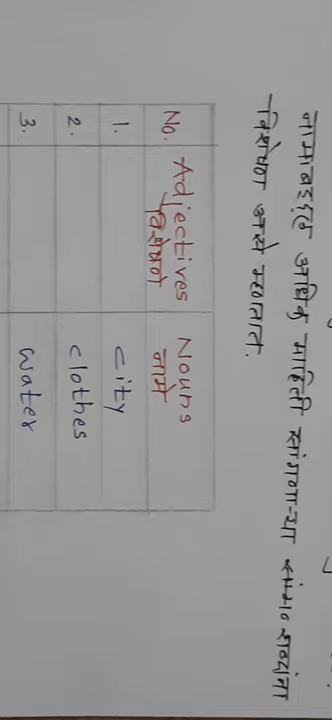 नामाबद्दल अधिक माहिती सांगणाऱ्या शब्दांना
विशेषण असे म्हणतात.
No. Adjectives Nouns
विशेषणे नामे
1. city
2. clothes
3. water